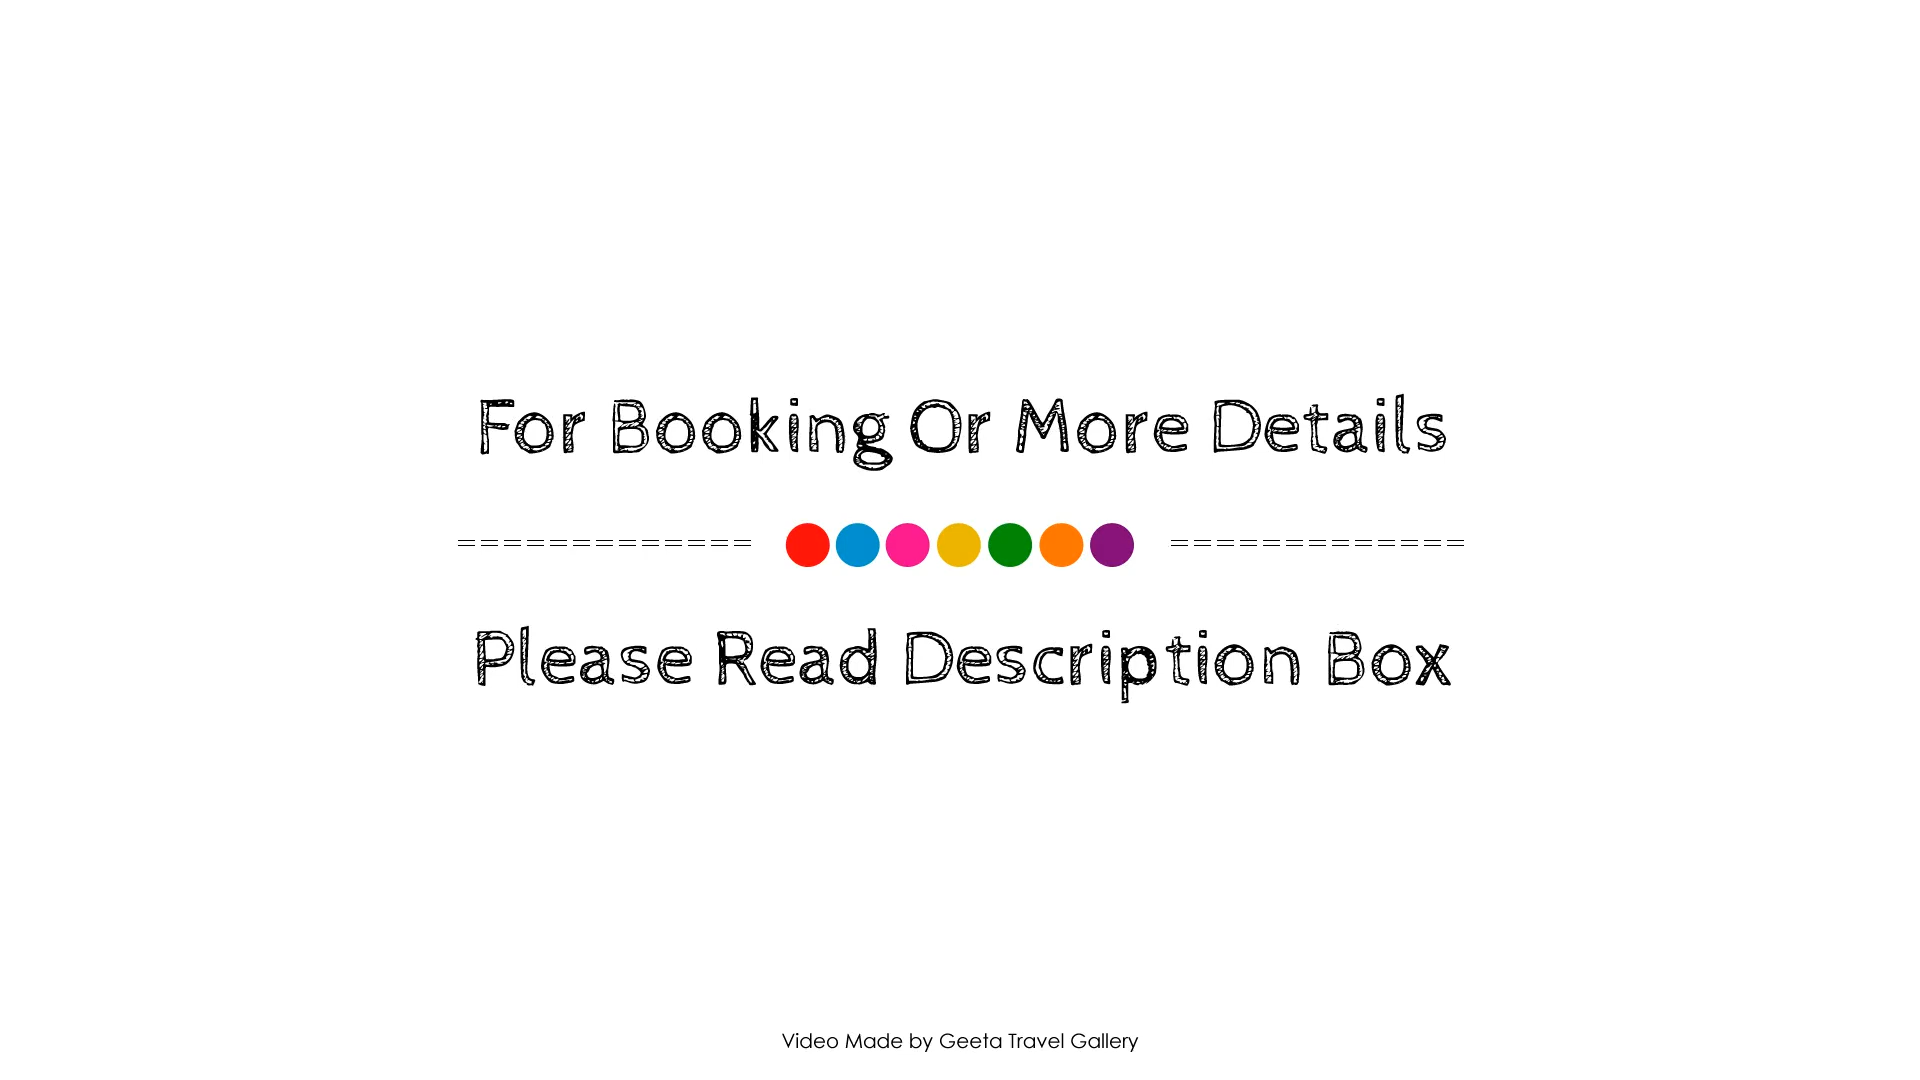 For Booking Or More Details
============= =============
Please Read Description Box
Video Made by Geeta Travel Gallery